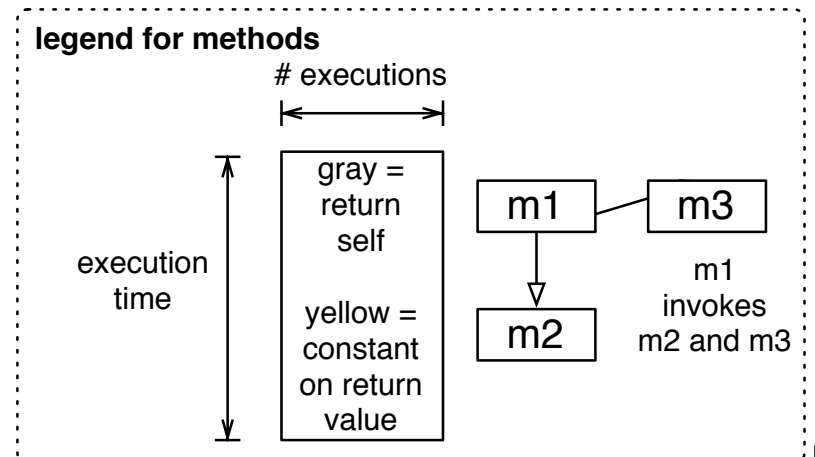 legend for methods
# executions
gray =
return
self
yellow =
constant
on return
value
execution
time
m1
m3
m2
m1
invokes
m2 and m3